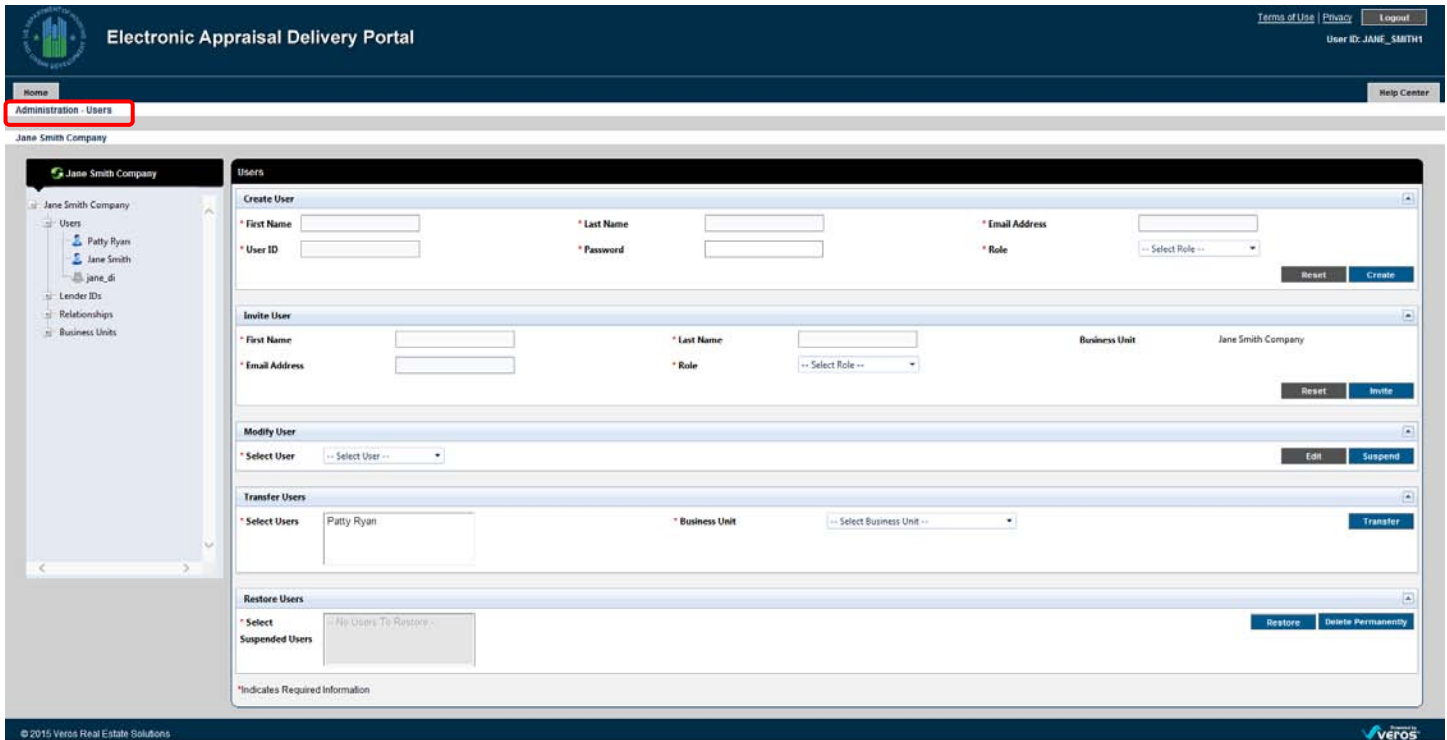 Terms of Use | Privacy Logout
Electronic Appraisal Delivery Portal
User ID: JANE_SMITH1
Home Help Center
Administration - Users
Jane Smith Company
Jane Smith Company
Users
Jane Smith Company
Users
Patty Ryan
Jane Smith
jane_di
Lender IDs
Relationships
Business Units
Create User
* First Name * Last Name * Email Address
* User ID * Password * Role -- Select Role --
Reset Create
Invite User
* First Name * Last Name Business Unit Jane Smith Company
* Email Address * Role -- Select Role --
Reset Invite
Modify User
* Select User -- Select User -- Edit Suspend
Transfer Users
* Select Users Patty Ryan * Business Unit -- Select Business Unit -- Transfer
Restore Users
* Select Suspended Users - No Users To Restore - Restore Delete Permanently
*Indicates Required Information
© 2015 Veros Real Estate Solutions
Powered by
veros